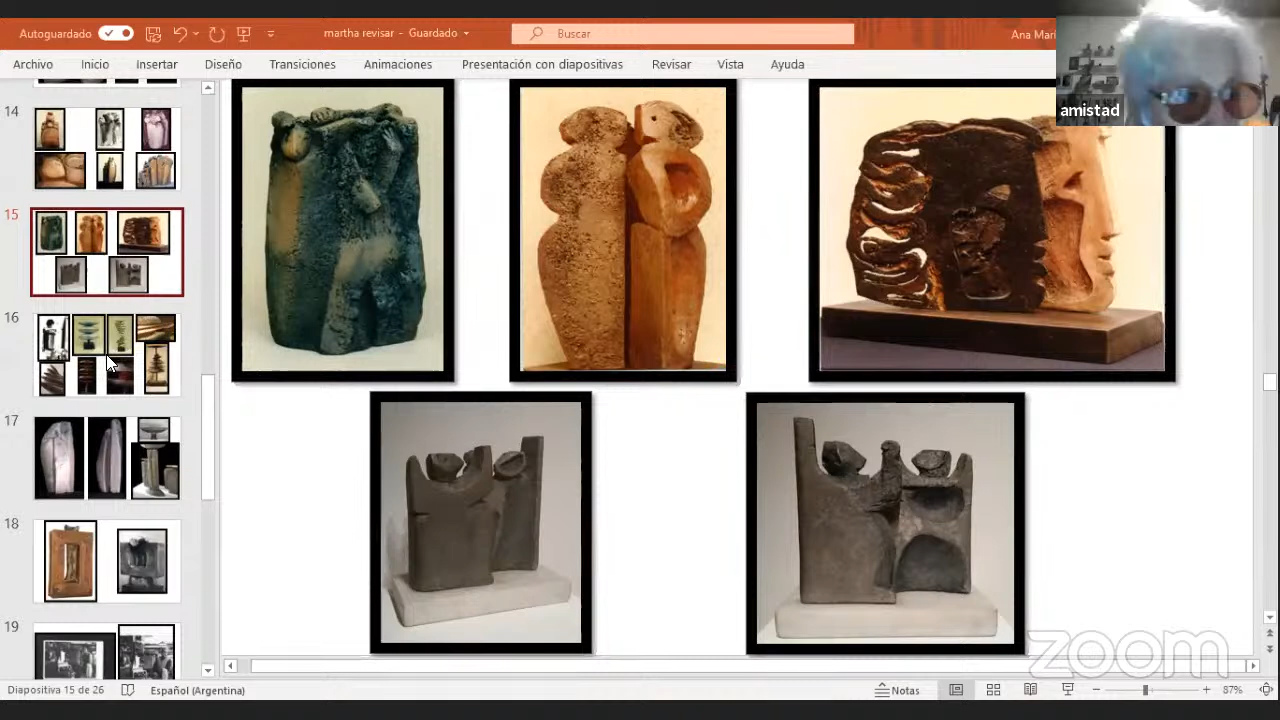 Autoguardado
martha revisar - Guardado
Buscar
Ana Marí
Archivo Inicio Insertar Diseño Transiciones Animaciones Presentación con diapositivas Revisar Vista Ayuda
amistad
14
15
16
17
18
19
zoom
Diapositiva 15 de 26 Español (Argentina) Notas 87%